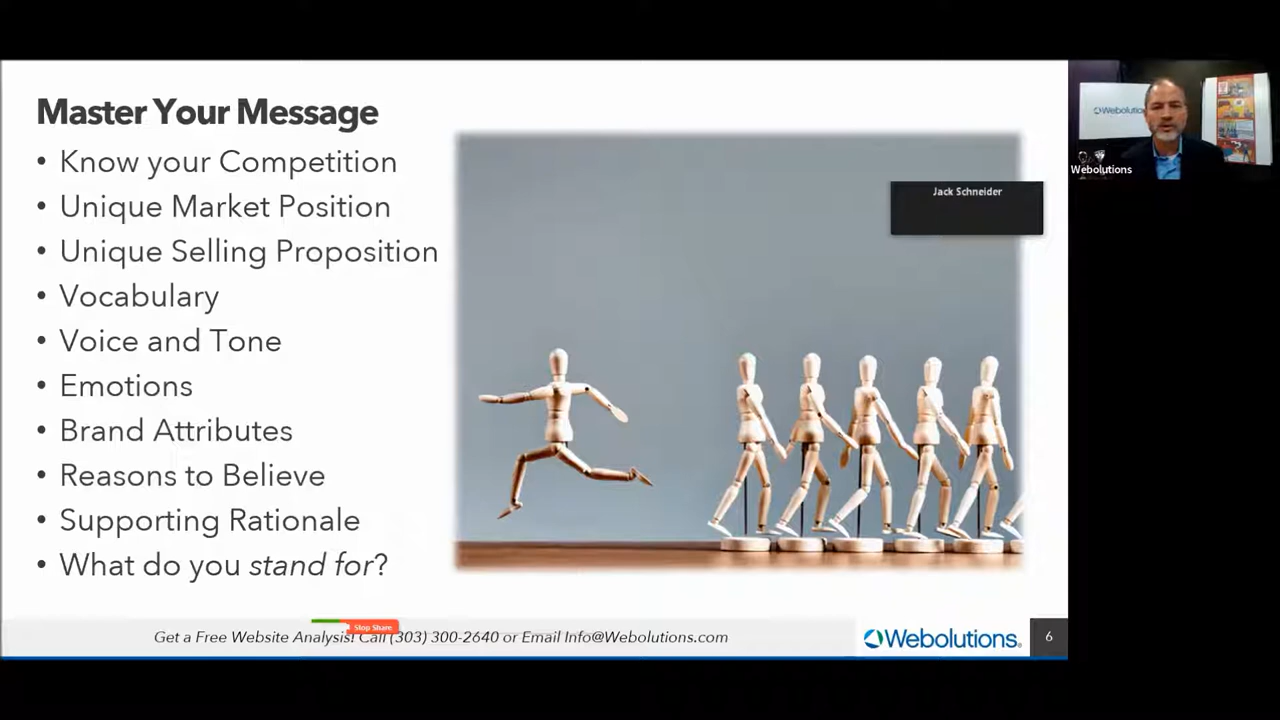 Master Your Message
• Know your Competition
• Unique Market Position
• Unique Selling Proposition
• Vocabulary
• Voice and Tone
• Emotions
• Brand Attributes
• Reasons to Believe
• Supporting Rationale
• What do you stand for?
Jack Schneider
Webolutions
Webolutions
Stop Share
Get a Free Website Analysis! Call (303) 300-2640 or Email Info@Webolutions.com
Webolutions®
6